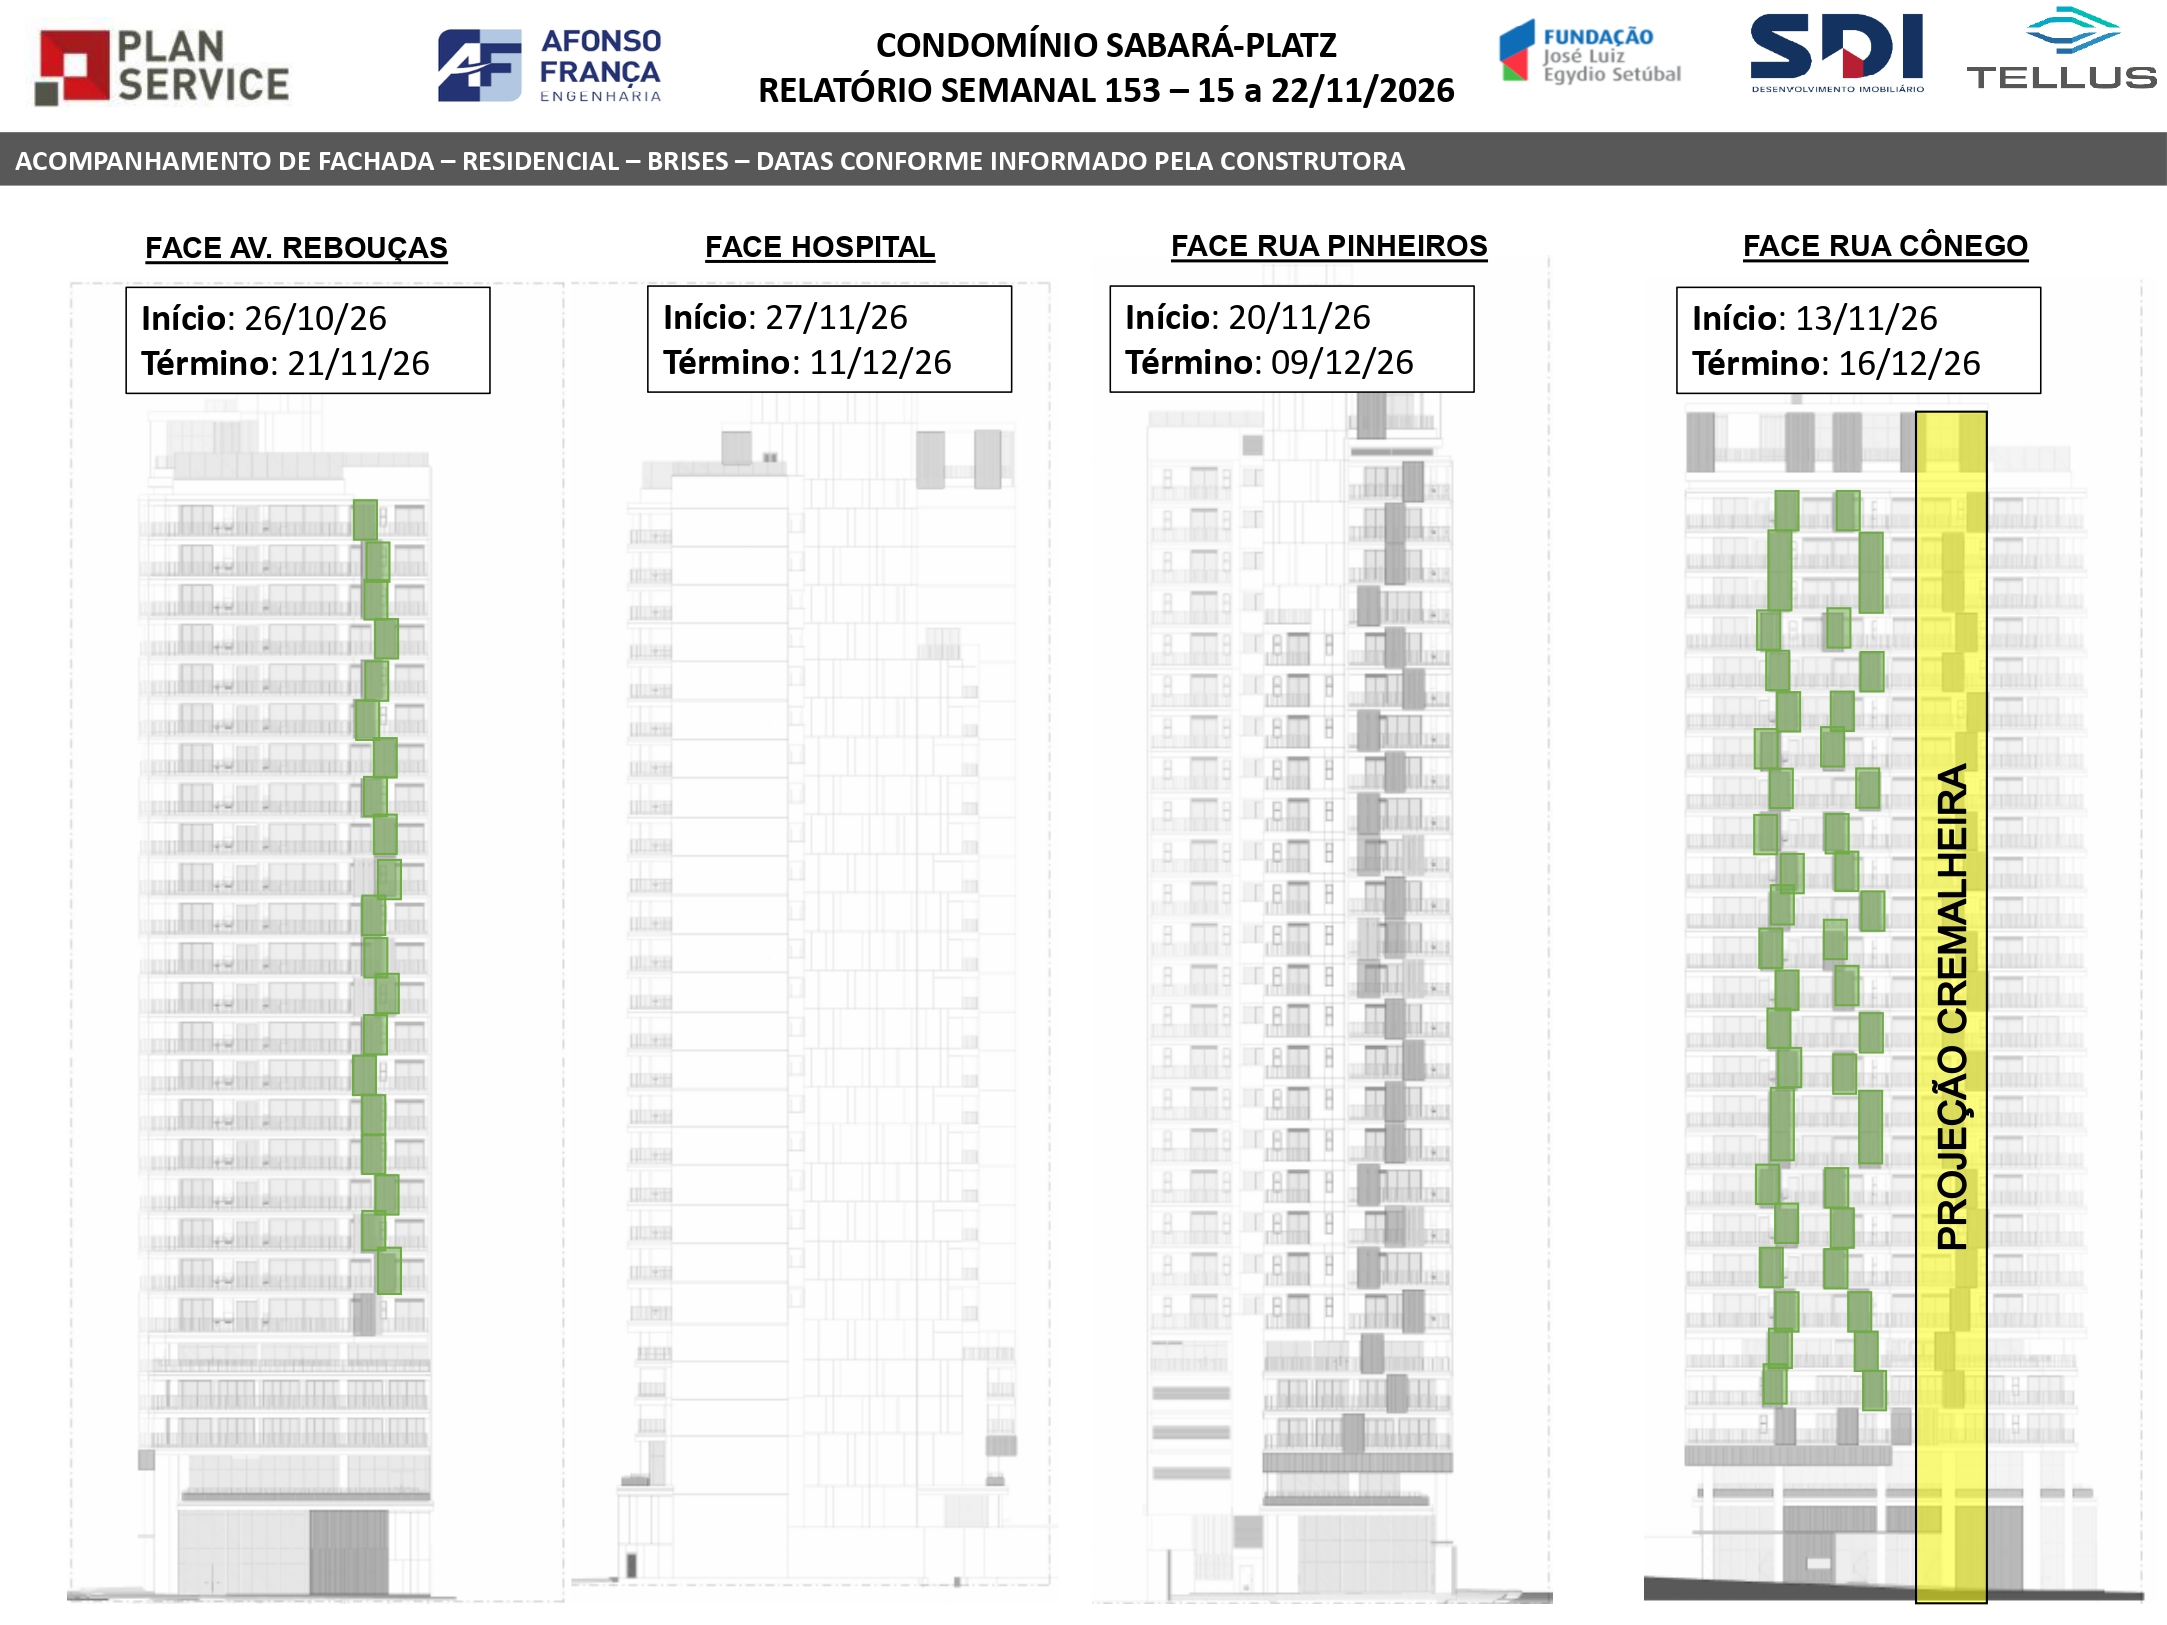 PLAN
SERVICE
AFONSO
FRANÇA
ENGENHARIA
CONDOMÍNIO SABARÁ-PLATZ
RELATÓRIO SEMANAL 153 – 15 a 22/11/2026
FUNDAÇÃO
José Luiz
Egydio Setúbal
SDI
DESENVOLVIMENTO IMOBILIÁRIO
TELLUS
ACOMPANHAMENTO DE FACHADA – RESIDENCIAL – BRISES – DATAS CONFORME INFORMADO PELA CONSTRUTORA
FACE AV. REBOUÇAS
Início: 26/10/26
Término: 21/11/26
FACE HOSPITAL
Início: 27/11/26
Término: 11/12/26
FACE RUA PINHEIROS
Início: 20/11/26
Término: 09/12/26
FACE RUA CÔNEGO
Início: 13/11/26
Término: 16/12/26
PROJEÇÃO CREMALHEIRA